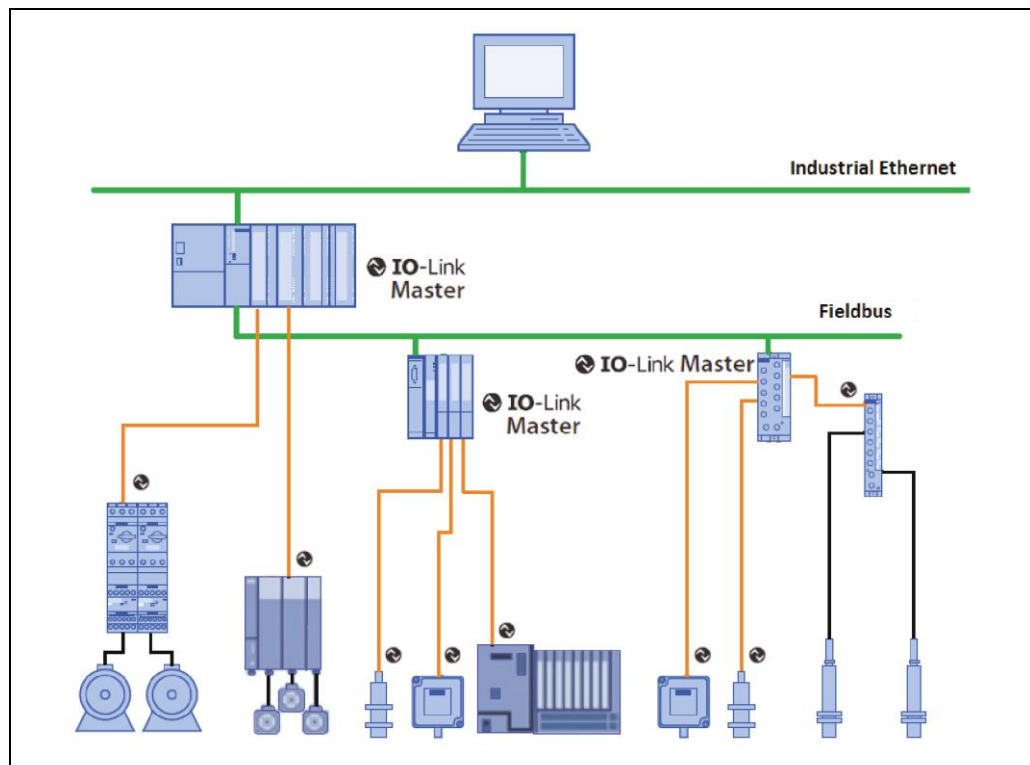 Industrial Ethernet
IO-Link
Master
Fieldbus
IO-Link Master
IO-Link
Master